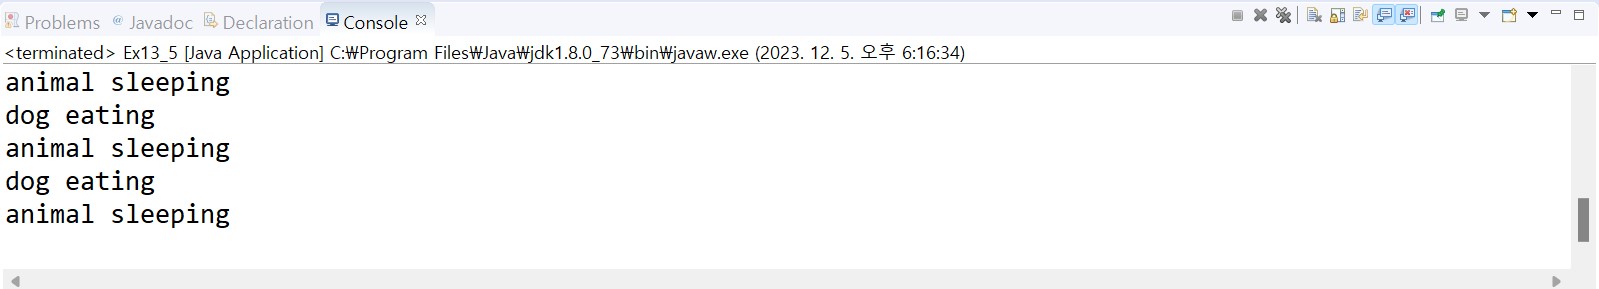 Problems @ Javadoc Declaration Console
<terminated> Ex13_5 [Java Application] C:₩Program Files₩Java₩jdk1.8.0_73₩bin₩javaw.exe (2023. 12. 5. 오후 6:16:34)
animal sleeping
dog eating
animal sleeping
dog eating
animal sleeping